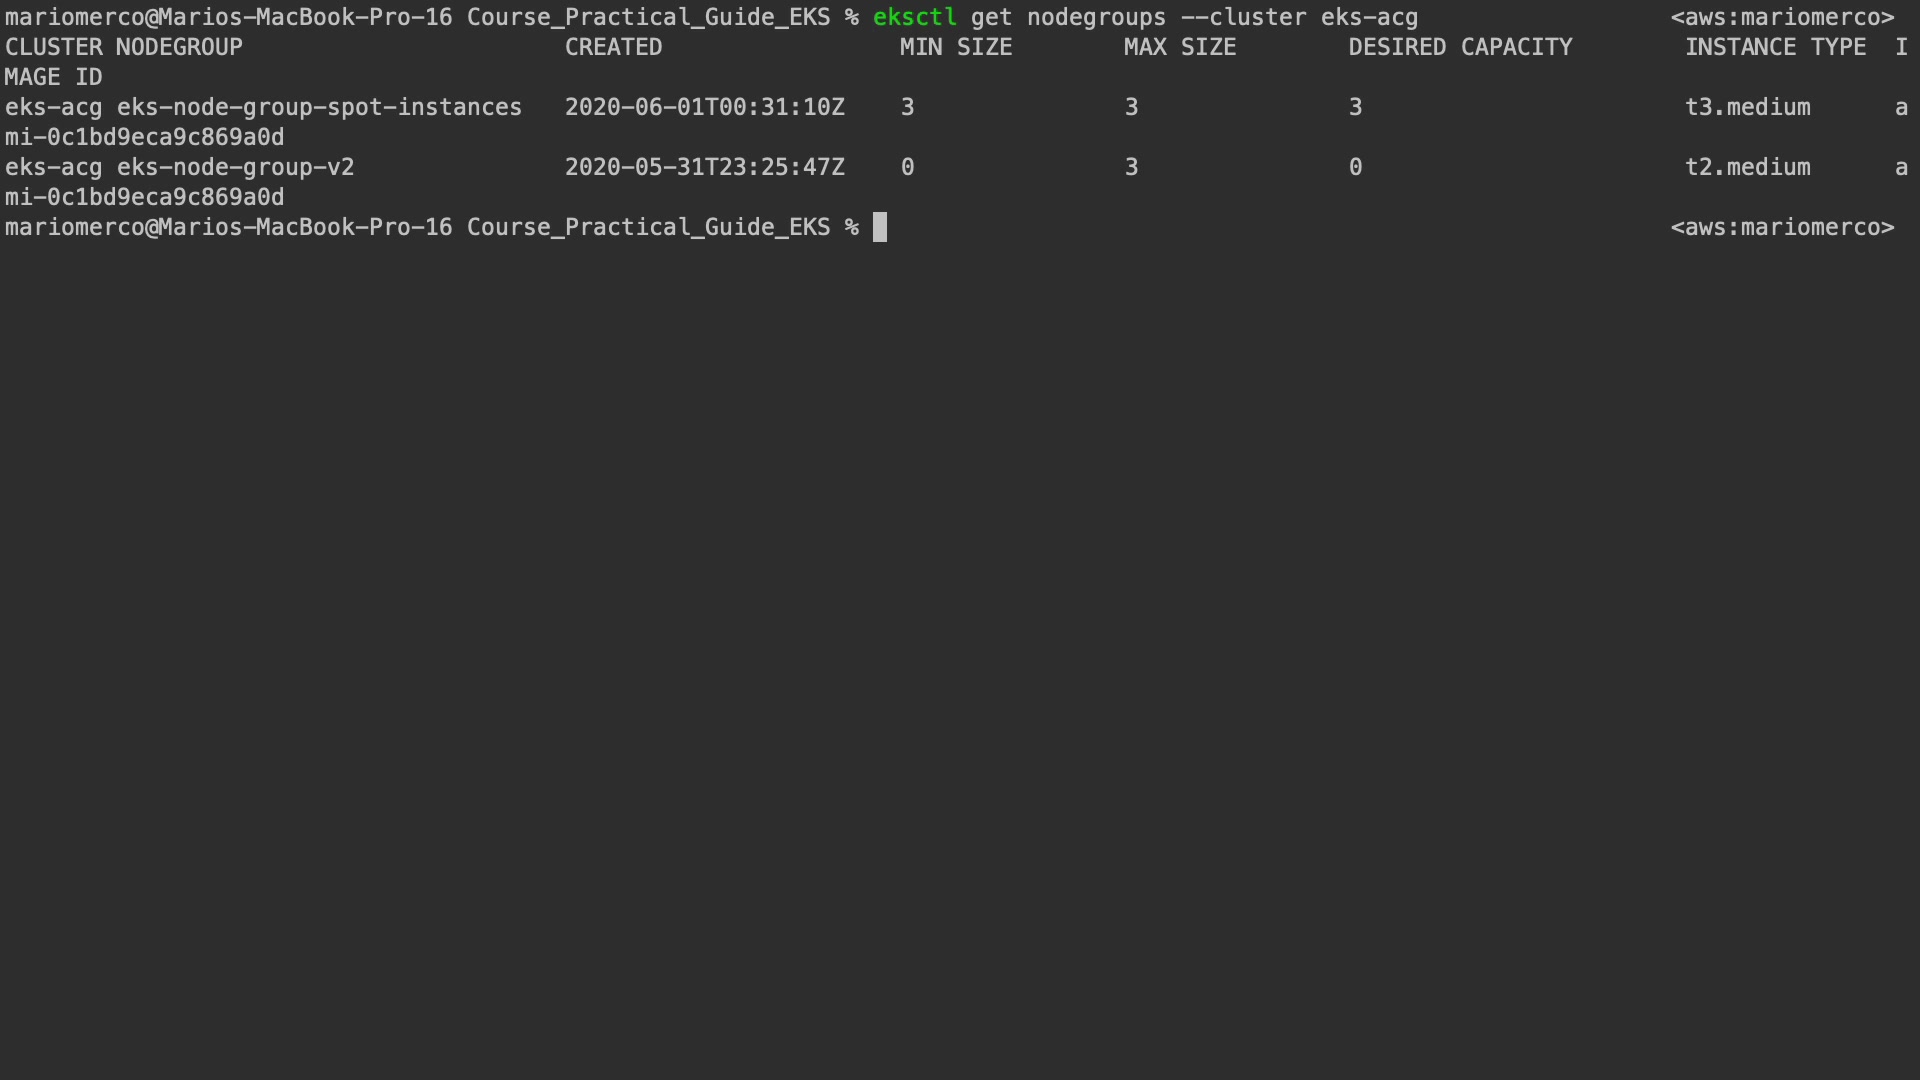 mariomerco@Marios-MacBook-Pro-16 Course_Practical_Guide_EKS % eksctl get nodegroups --cluster eks-acg <aws:mariomerco>
CLUSTER NODEGROUP CREATED MIN SIZE MAX SIZE DESIRED CAPACITY INSTANCE TYPE I
MAGE ID
eks-acg eks-node-group-spot-instances 2020-06-01T00:31:10Z 3 3 3 t3.medium a
mi-0c1bd9eca9c869a0d
eks-acg eks-node-group-v2 2020-05-31T23:25:47Z 0 3 0 t2.medium a
mi-0c1bd9eca9c869a0d
mariomerco@Marios-MacBook-Pro-16 Course_Practical_Guide_EKS % <aws:mariomerco>